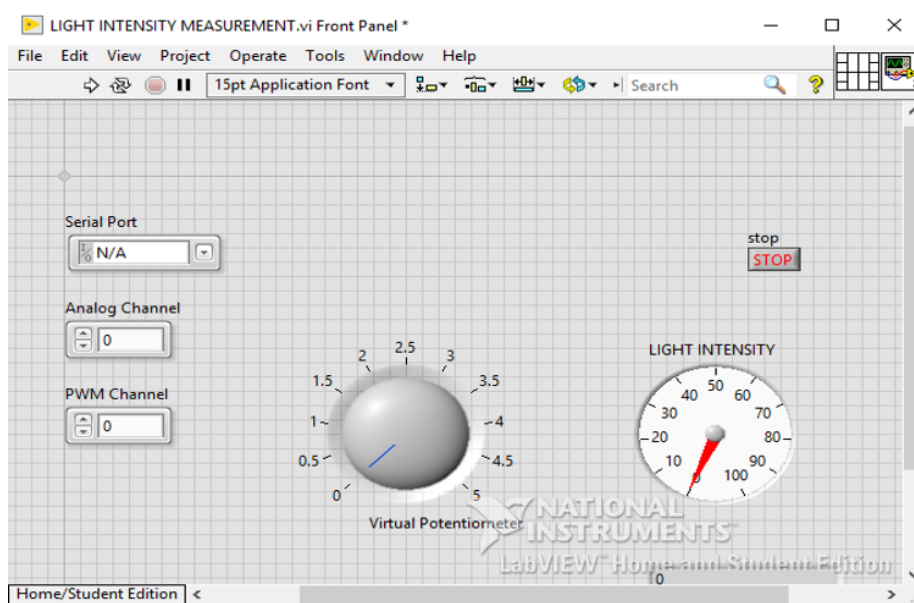 LIGHT INTENSITY MEASUREMENT.vi Front Panel *
File Edit View Project Operate Tools Window Help
15pt Application Font
Search
?
Serial Port
I/O N/A
Analog Channel
0
PWM Channel
0
stop
STOP
0
0.5
1
1.5
2
2.5
3
3.5
4
4.5
5
Virtual Potentiometer
LIGHT INTENSITY
0
10
20
30
40
50
60
70
80
90
100
NATIONAL
INSTRUMENTS™
LabVIEW™ Home and Student Edition
0
Home/Student Edition